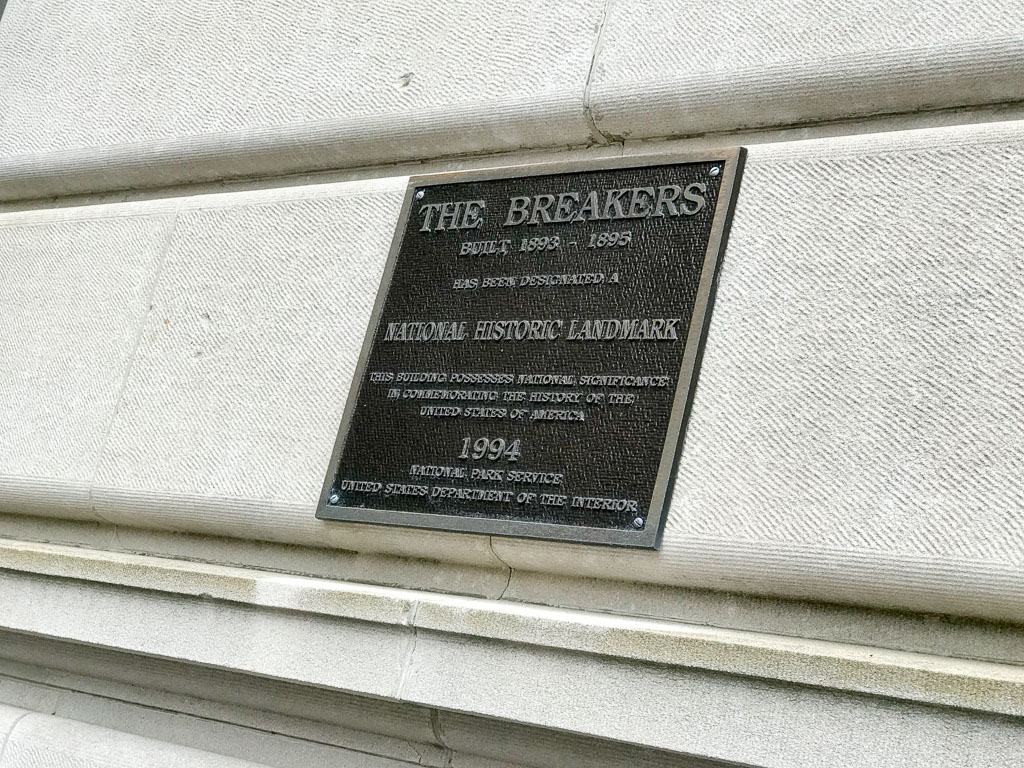 THE BREAKERS
BUILT 1893 - 1895
HAS BEEN DESIGNATED A
NATIONAL HISTORIC LANDMARK
THIS BUILDING POSSESSES NATIONAL SIGNIFICANCE
IN COMMEMORATING THE HISTORY OF THE
UNITED STATES OF AMERICA
1994
NATIONAL PARK SERVICE
UNITED STATES DEPARTMENT OF THE INTERIOR